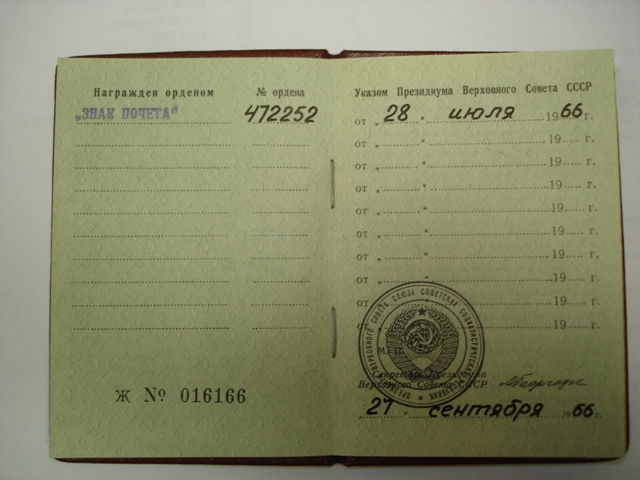 Награжден орденом
№ ордена
„ЗНАК ПОЧЕТА“
472252
Ж № 016166
Указом Президиума Верховного Совета СССР
от „ 28 “ июля 1966 г.
от „ “ 19 г.
от „ “ 19 г.
от „ “ 19 г.
от „ “ 19 г.
от „ “ 19 г.
от „ “ 19 г.
от „ “ 19 г.
от „ “ 19 г.
от 19 г.
М. П.
Секретарь Президиума
Верховного Совета СССР
21. сентября 1966 г.